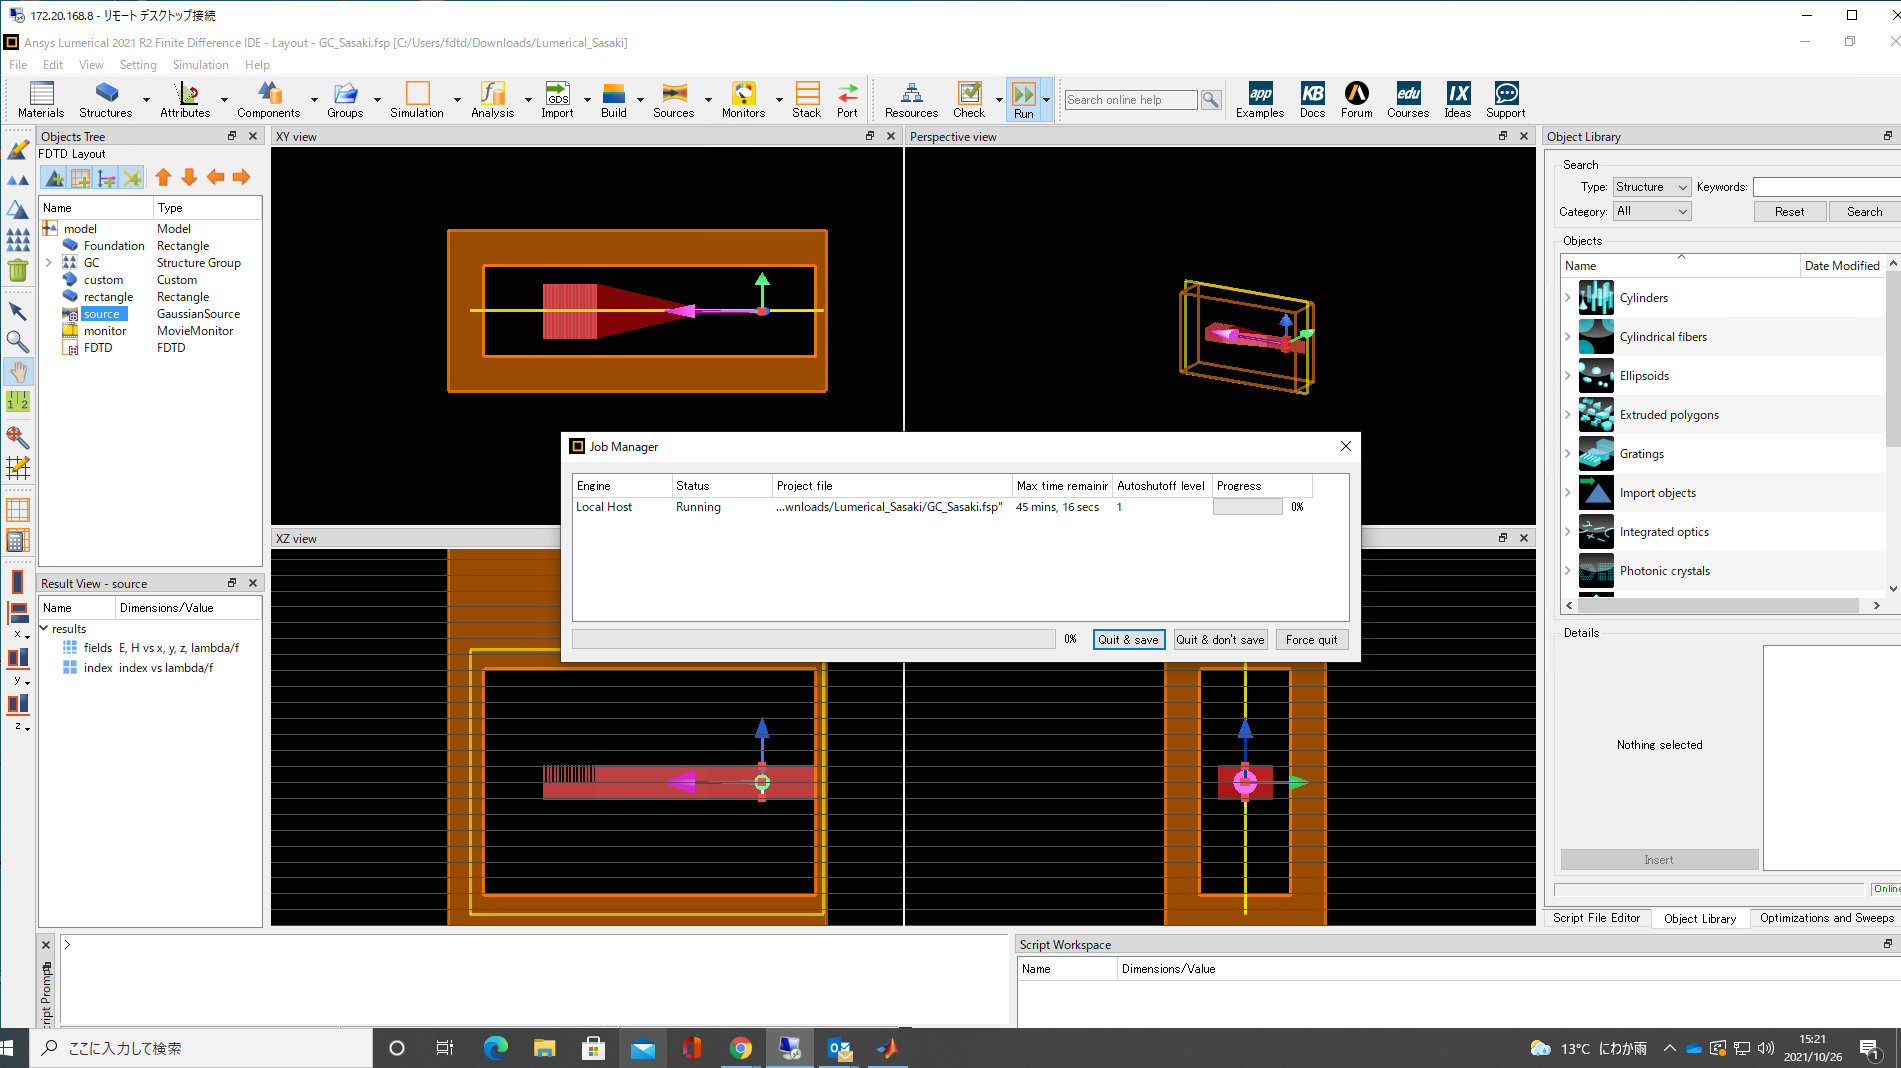 172.20.168.8 - リモート デスクトップ接続
Ansys Lumerical 2021 R2 Finite Difference IDE - Layout - GC_Sasaki.fsp [C:/Users/fdtd/Downloads/Lumerical_Sasaki]
File Edit View Setting Simulation Help
Materials Structures Attributes Components Groups Simulation Analysis Import Build Sources Monitors Stack Port Resources Check Run Search online help Examples Docs Forum Courses Ideas Support
GDS
app KB edu IX
Objects Tree
FDTD Layout
Name Type
model Model
Foundation Rectangle
GC Structure Group
custom Custom
rectangle Rectangle
source GaussianSource
monitor MovieMonitor
FDTD FDTD
Result View - source
Name Dimensions/Value
results
fields E, H vs x, y, z, lambda/f
index index vs lambda/f
1 2
x
y
z
XY view
Perspective view
XZ view
Job Manager
Engine Status Project file Max time remainir Autoshutoff level Progress
Local Host Running ...wnloads/Lumerical_Sasaki/GC_Sasaki.fsp" 45 mins, 16 secs 1 0%
0% Quit & save Quit & don't save Force quit
Object Library
Search
Type: Structure Keywords:
Category: All Reset Search
Objects
Name Date Modified
Cylinders
Cylindrical fibers
Ellipsoids
Extruded polygons
Gratings
Import objects
Integrated optics
Photonic crystals
Details
Nothing selected
Insert
Online
Script File Editor Object Library Optimizations and Sweeps
>
ript Prompt
Script Workspace
Name Dimensions/Value
ここに入力して検索
13°C にわか雨
15:21
2021/10/26
1